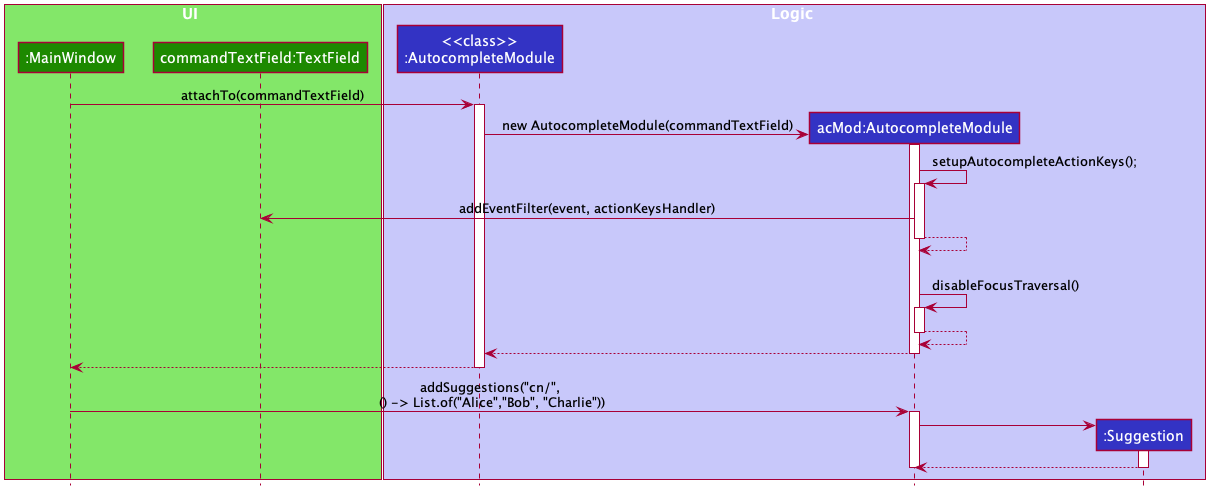 UI
Logic
:MainWindow
commandTextField:TextField
<<class>>
:AutocompleteModule
attachTo(commandTextField)
new AutocompleteModule(commandTextField)
acMod:AutocompleteModule
setupAutocompleteActionKeys();
addEventFilter(event, actionKeysHandler)
disableFocusTraversal()
addSuggestions("cn/",
() -> List.of("Alice","Bob", "Charlie"))
:Suggestion